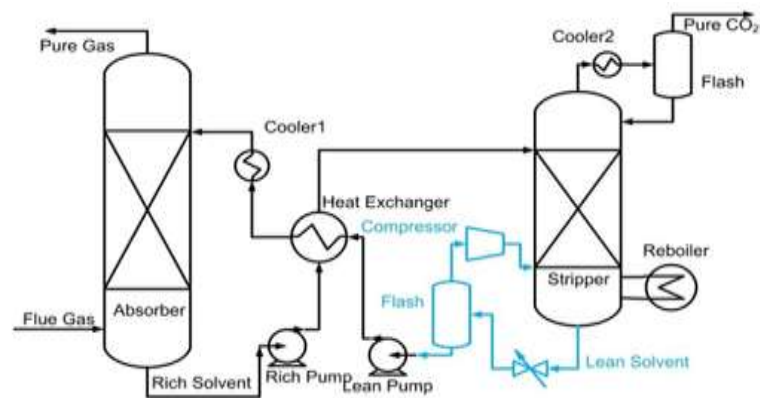 Pure Gas
Cooler2
Pure CO₂
Flash
Cooler1
Heat Exchanger
Compressor
Reboiler
Stripper
Flash
Absorber
Flue Gas
Lean Solvent
Rich Solvent
Rich Pump
Lean Pump